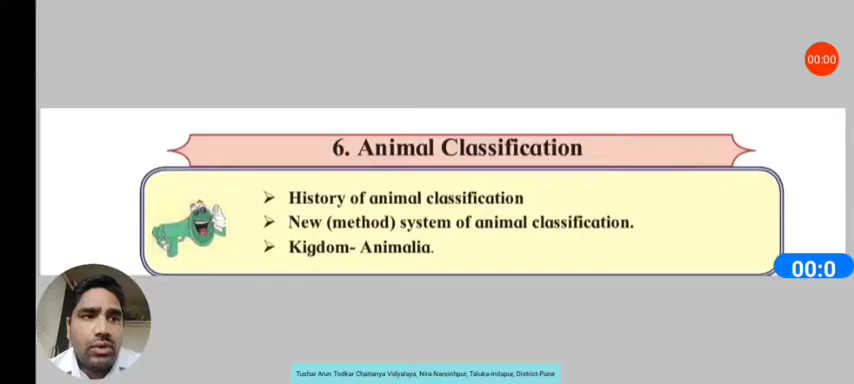 00:00
6. Animal Classification
➢ History of animal classification
➢ New (method) system of animal classification.
➢ Kigdom- Animalia.
00:0
Tushar Arun Todkar Chaitanya Vidyalaya, Nira-Narsinhpur, Taluka-Indapur, District-Pune